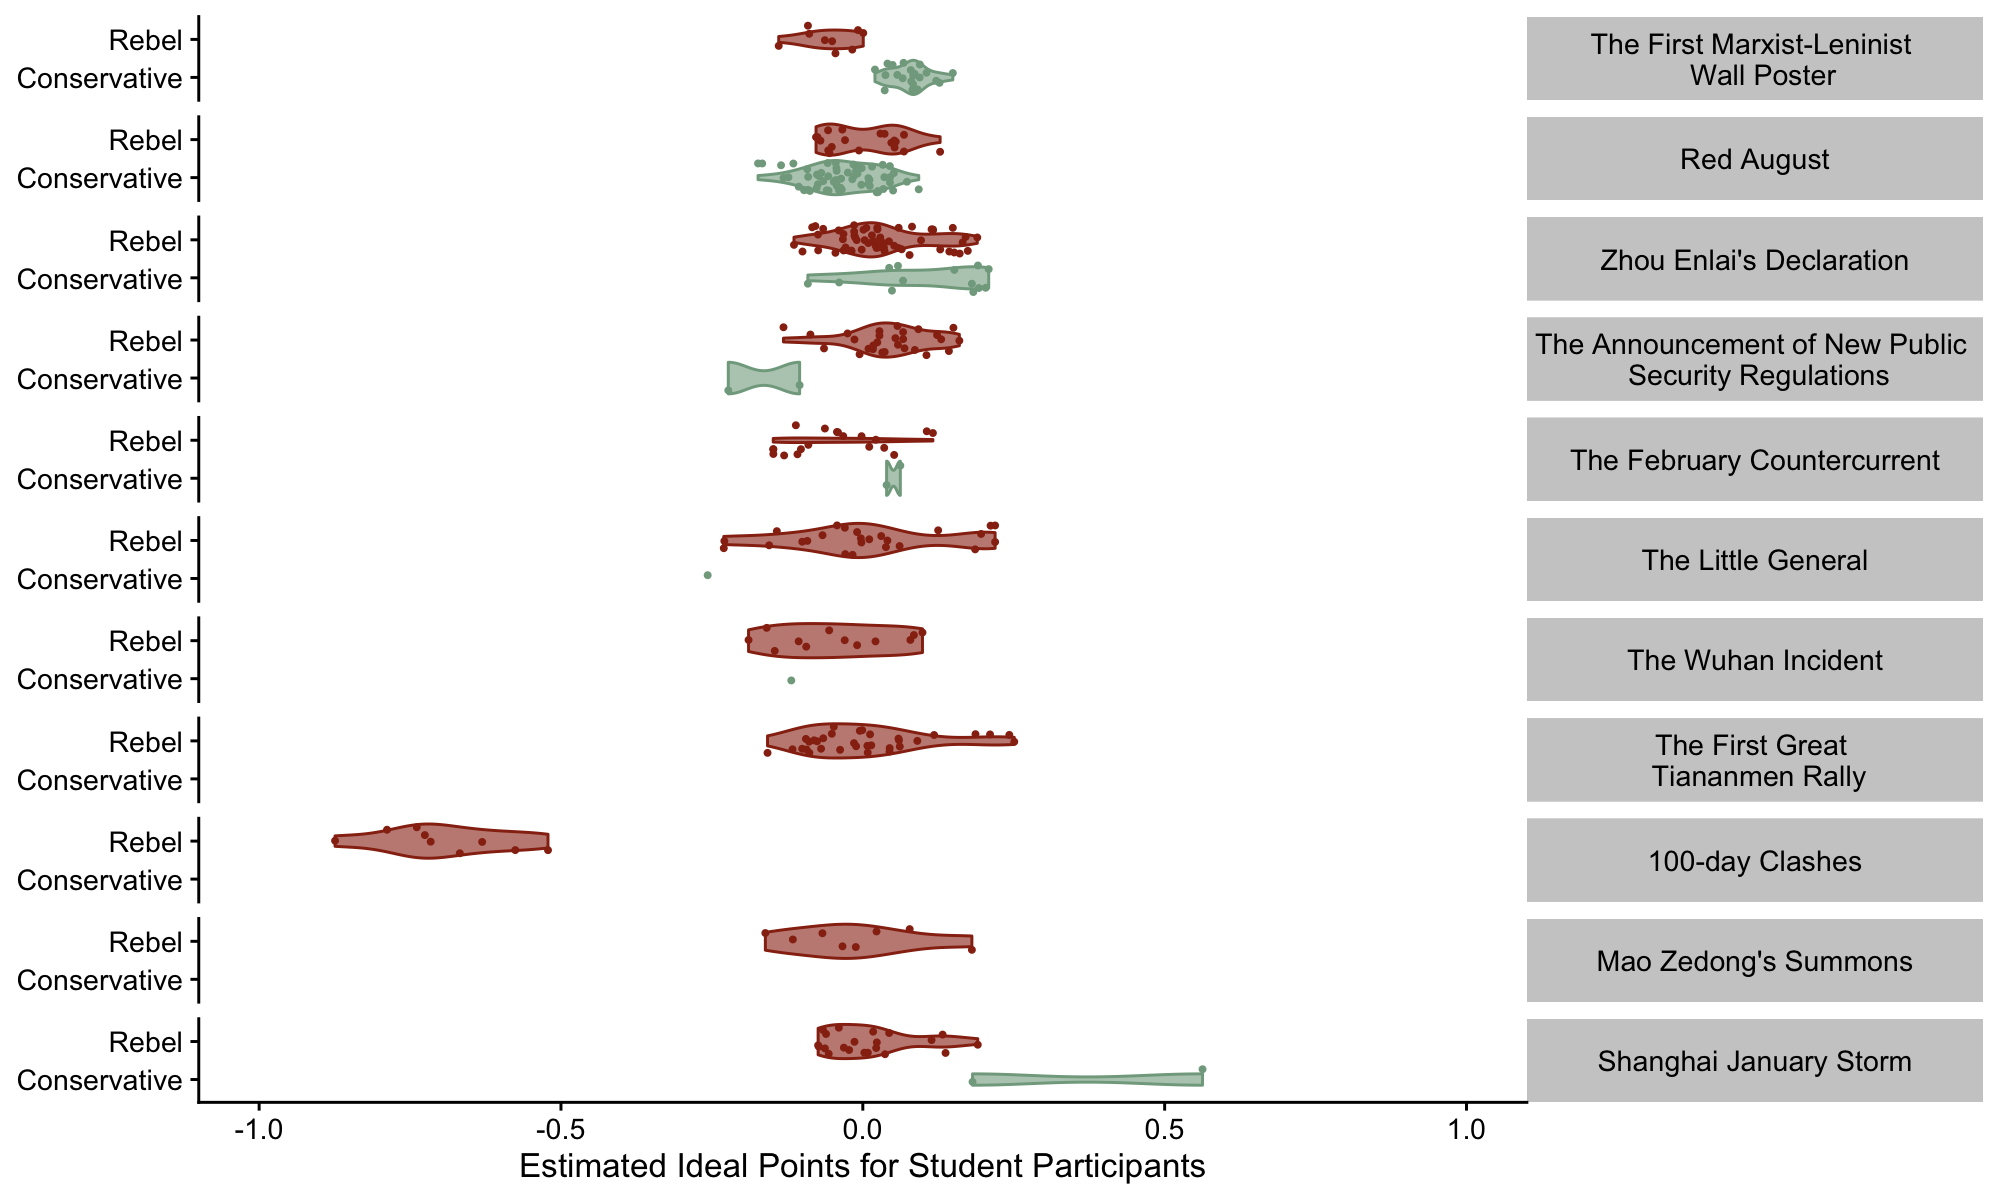 Rebel
Conservative
The First Marxist-Leninist
Wall Poster
Rebel
Conservative
Red August
Rebel
Conservative
Zhou Enlai's Declaration
Rebel
Conservative
The Announcement of New Public
Security Regulations
Rebel
Conservative
The February Countercurrent
Rebel
Conservative
The Little General
Rebel
Conservative
The Wuhan Incident
Rebel
Conservative
The First Great
Tiananmen Rally
Rebel
Conservative
100-day Clashes
Rebel
Conservative
Mao Zedong's Summons
Rebel
Conservative
Shanghai January Storm
-1.0 -0.5 0.0 0.5 1.0
Estimated Ideal Points for Student Participants